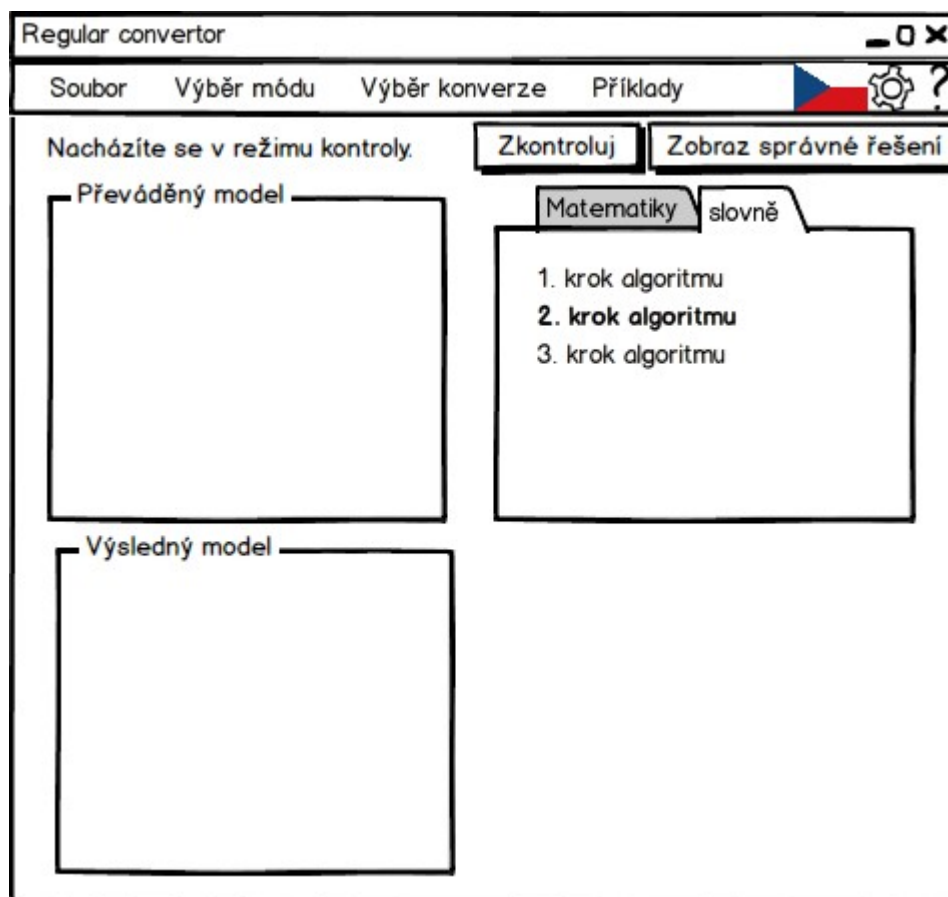 Regular convertor
Soubor Výběr módu Výběr konverze Příklady ?
Nacházíte se v režimu kontroly. Zkontroluj Zobraz správné řešení
Převáděný model
Matematiky slovně
1. krok algoritmu
2. krok algoritmu
3. krok algoritmu
Výsledný model